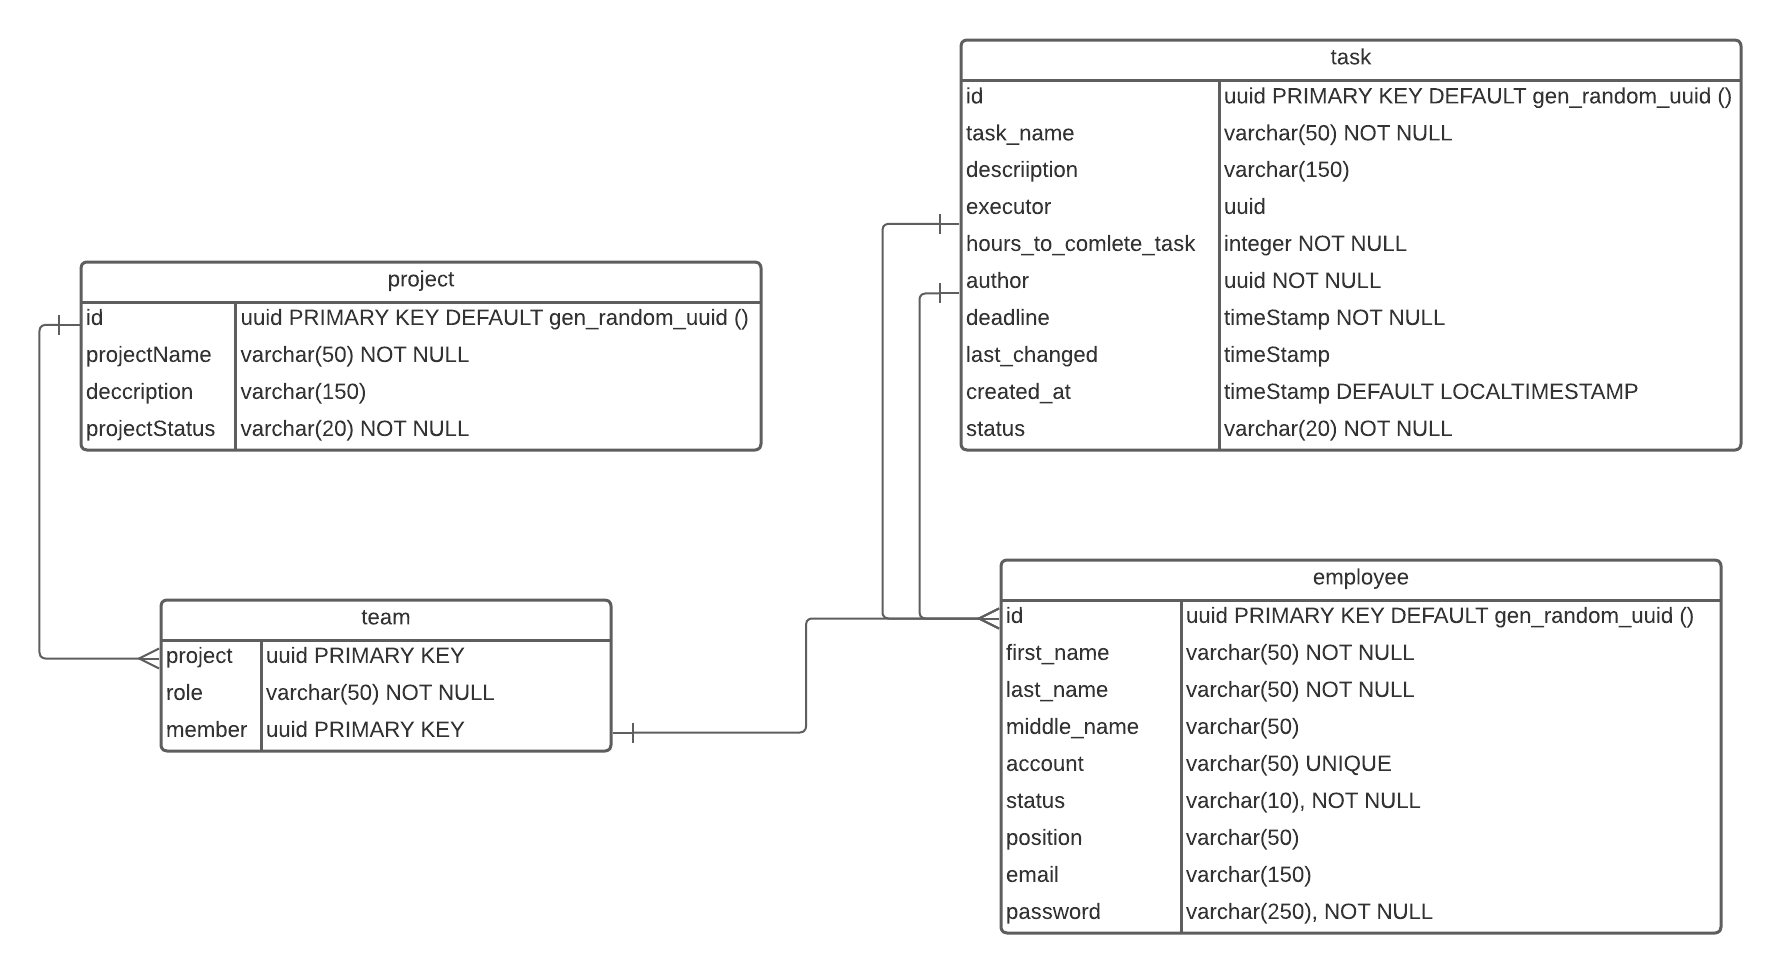 task
id uuid PRIMARY KEY DEFAULT gen_random_uuid ()
task_name varchar(50) NOT NULL
descriiption varchar(150)
executor uuid
hours_to_comlete_task integer NOT NULL
author uuid NOT NULL
deadline timeStamp NOT NULL
last_changed timeStamp
created_at timeStamp DEFAULT LOCALTIMESTAMP
status varchar(20) NOT NULL
project
id uuid PRIMARY KEY DEFAULT gen_random_uuid ()
projectName varchar(50) NOT NULL
deccription varchar(150)
projectStatus varchar(20) NOT NULL
team
project uuid PRIMARY KEY
role varchar(50) NOT NULL
member uuid PRIMARY KEY
employee
id uuid PRIMARY KEY DEFAULT gen_random_uuid ()
first_name varchar(50) NOT NULL
last_name varchar(50) NOT NULL
middle_name varchar(50)
account varchar(50) UNIQUE
status varchar(10), NOT NULL
position varchar(50)
email varchar(150)
password varchar(250), NOT NULL